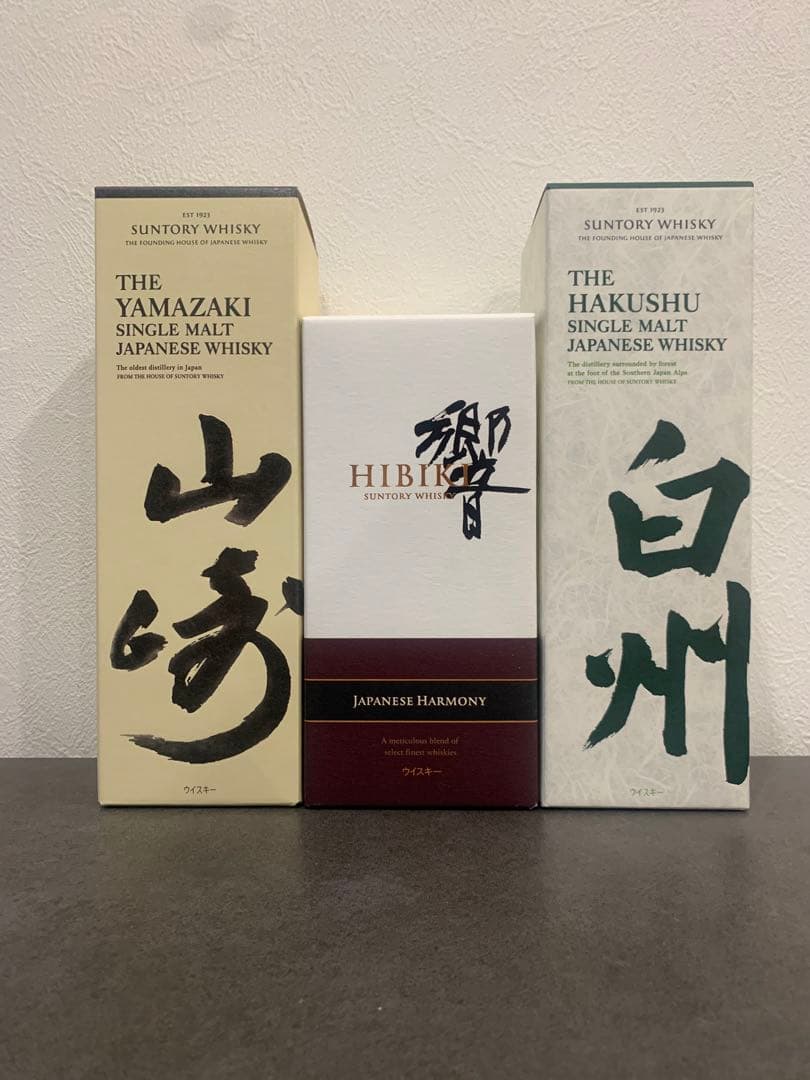 EST 1923
SUNTORY WHISKY
THE FOUNDING HOUSE OF JAPANESE WHISKY
THE
YAMAZAKI
SINGLE MALT
JAPANESE WHISKY
The oldest distillery in Japan
FROM THE HOUSE OF SUNTORY WHISKY
山
崎
ウイスキー
響
HIBIKI
SUNTORY WHISKY
JAPANESE HARMONY
A meticulous blend of
select finest whiskies.
ウイスキー
EST 1923
SUNTORY WHISKY
THE FOUNDING HOUSE OF JAPANESE WHISKY
THE
HAKUSHU
SINGLE MALT
JAPANESE WHISKY
The distillery surrounded by forest
at the foot of the Southern Japan Alps
FROM THE HOUSE OF SUNTORY WHISKY
白
州
ウイスキー